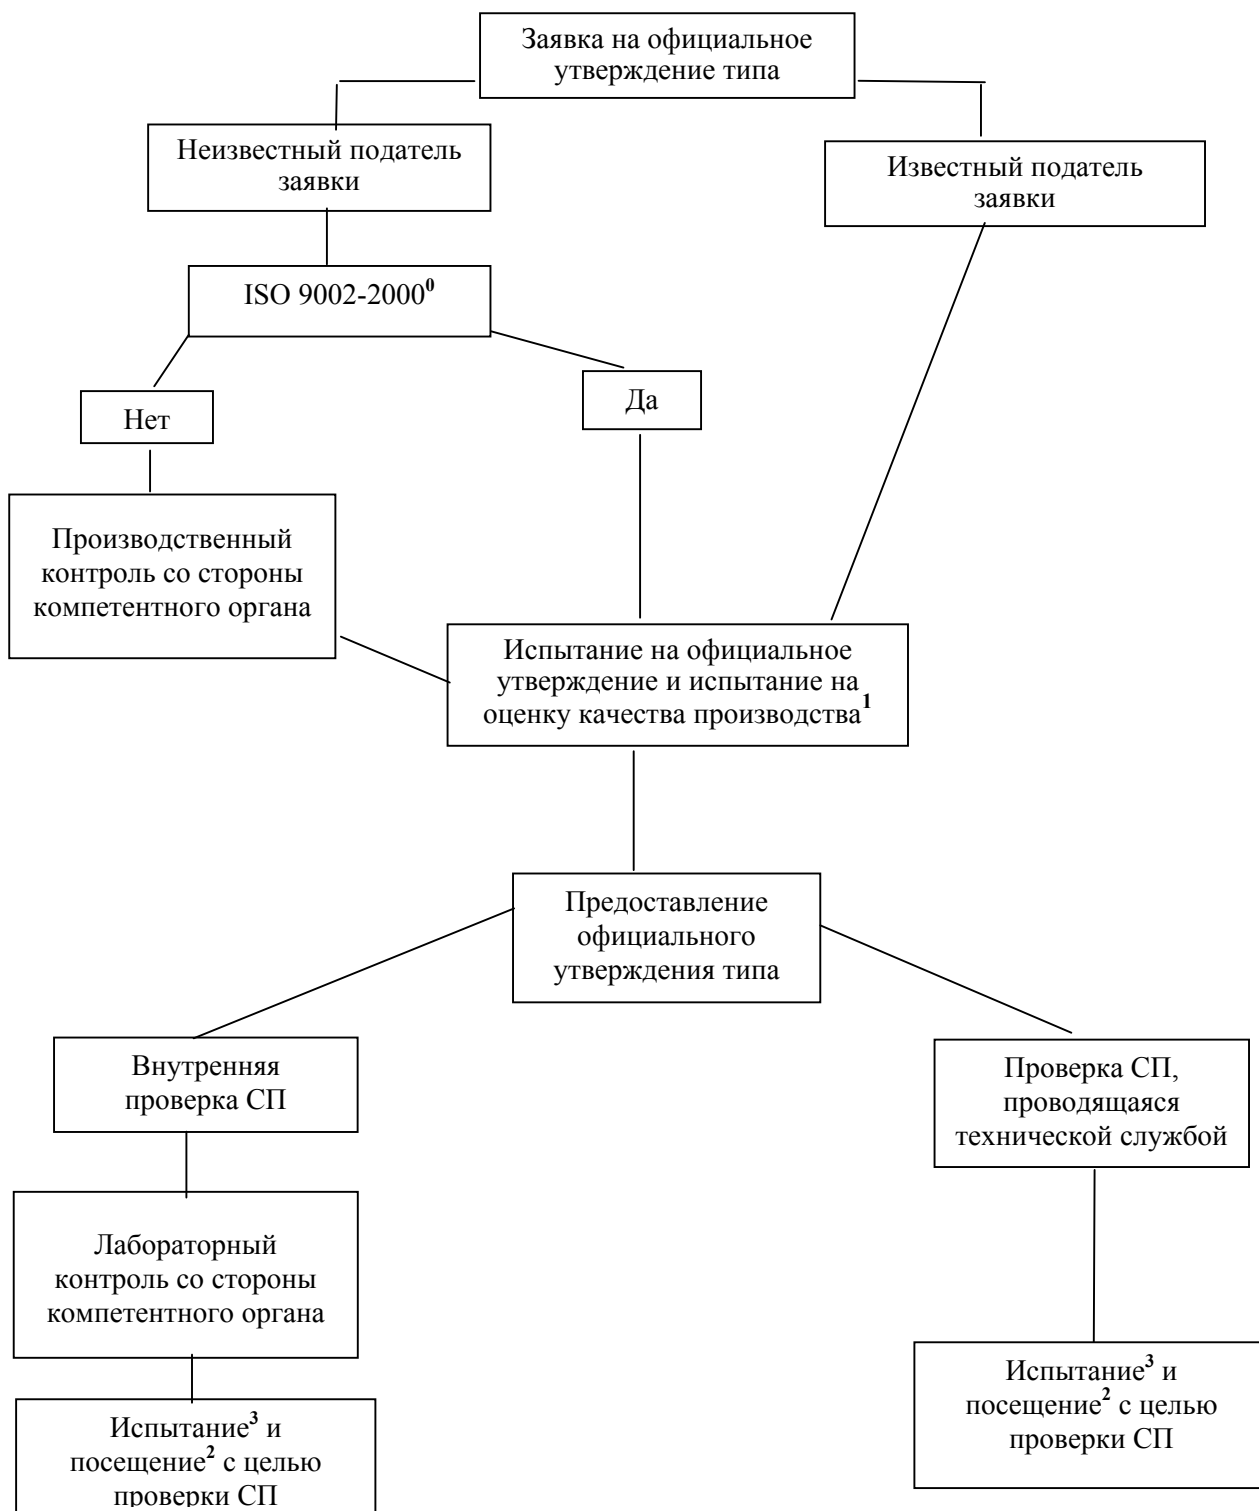 Заявка на официальное
утверждение типа
Неизвестный податель
заявки
Известный податель
заявки
ISO 9002-2000⁰
Нет
Да
Производственный
контроль со стороны
компетентного органа
Испытание на официальное
утверждение и испытание на
оценку качества производства¹
Предоставление
официального
утверждения типа
Внутренняя
проверка СП
Проверка СП,
проводящаяся
технической службой
Лабораторный
контроль со стороны
компетентного органа
Испытание³ и
посещение² с целью
проверки СП
Испытание³ и
посещение² с целью
проверки СП